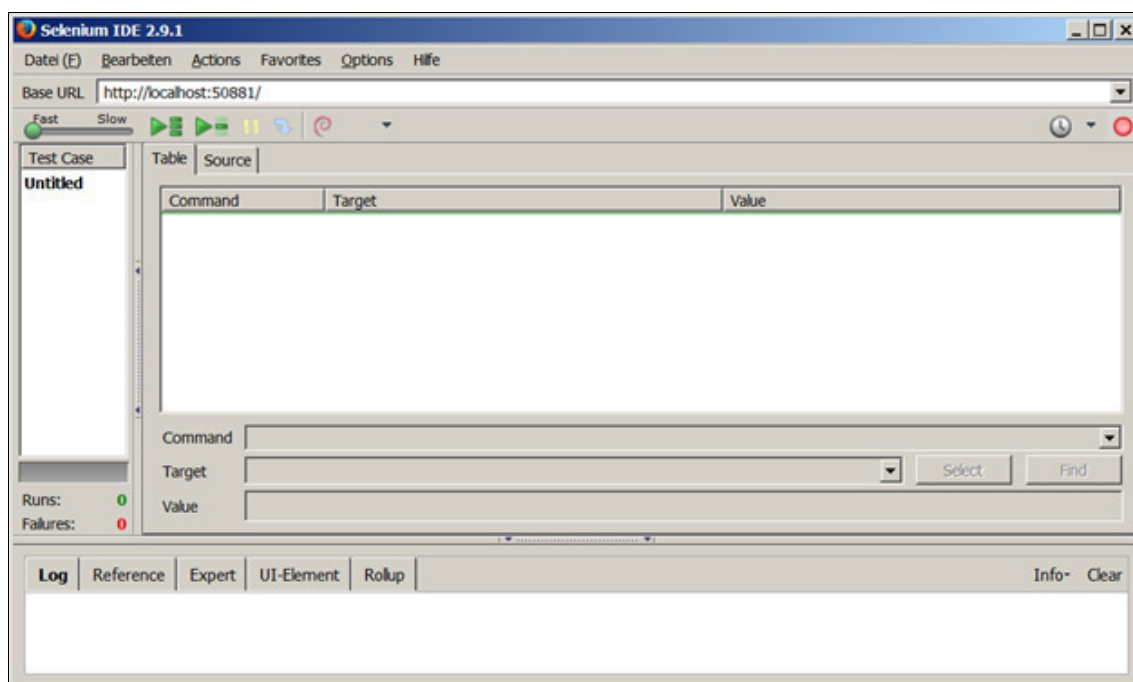 Selenium IDE 2.9.1
Datei (F) Bearbeiten Actions Favorites Options Hilfe
Base URL http://localhost:50881/
Fast Slow
Test Case
Untitled
Table Source
Command Target Value
Command
Target Select Find
Value
Runs: 0
Failures: 0
Log Reference Expert UI-Element Rollup Info Clear